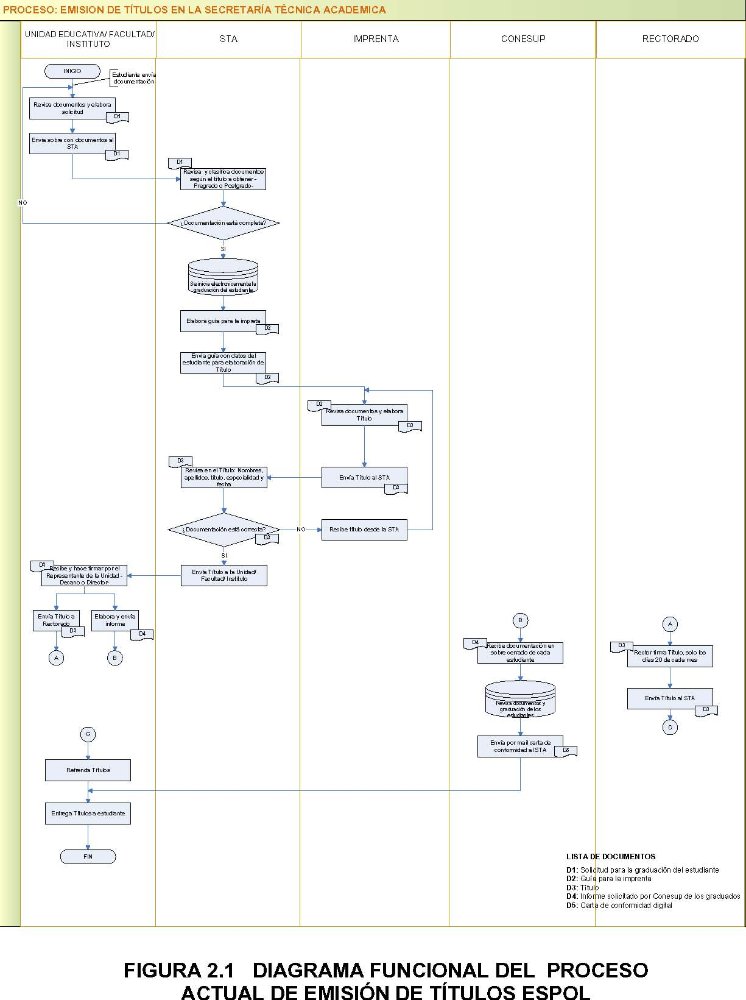 PROCESO: EMISION DE TÍTULOS EN LA SECRETARÍA TÉCNICA ACADEMICA
UNIDAD EDUCATIVA/ FACULTAD/
INSTITUTO
STA
IMPRENTA
CONESUP
RECTORADO
INICIO
Estudiante envía
documentación
Revisa documentos y elabora
solicitud
D1
Envía sobre con documentos al
STA
D1
D1
Revisa y clasifica documentos
según el título a obtener -
Pregrado o Postgrado-
NO
¿Documentación está completa?
SI
Se inicia electronicamente la
graduación del estudiante
Elabora guia para la impreta
D2
Envia guía con datos del
estudiante para elaboración de
Título
D2
D2
Revisa documentos y elabora
Título
D3
D3
Revisa en el Título: Nombres,
apellidos, titulo, especialidad y
fecha
Envía Título al STA
D3
¿Documentación está correcta?
D3
NO
Recibe título desde la STA
SI
D3
Recibe y hace firmar por el
Representante de la Unidad -
Decano o Director-
Envía Título a la Unidad/
Facultad/ Instituto
Envía Título a
Rectorado
D3
Elabora y envía
informe
D4
A
B
B
D4
Recibe documentación en
sobre cerrado de cada
estudiante
Revisa documentos y
graduación de los
estudiantes
Envía por mail carta de
conformidad al STA
D5
A
D3
Rector firma Título, solo los
días 20 de cada mes
Envía Título al STA
D3
C
C
Refrenda Títulos
Entrega Títulos a estudiante
FIN
LISTA DE DOCUMENTOS
D1: Solicitud para la graduación del estudiante
D2: Guía para la imprenta
D3: Título
D4: Informe solicitado por Conesup de los graduados
D5: Carta de conformidad digital
FIGURA 2.1 DIAGRAMA FUNCIONAL DEL PROCESO
ACTUAL DE EMISIÓN DE TÍTULOS ESPOL